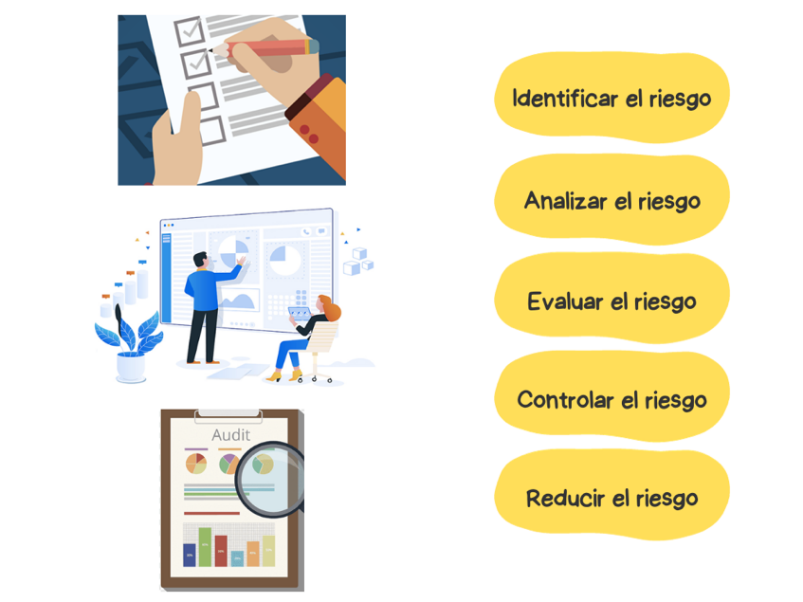 Identificar el riesgo
Analizar el riesgo
Evaluar el riesgo
Controlar el riesgo
Reducir el riesgo
Audit